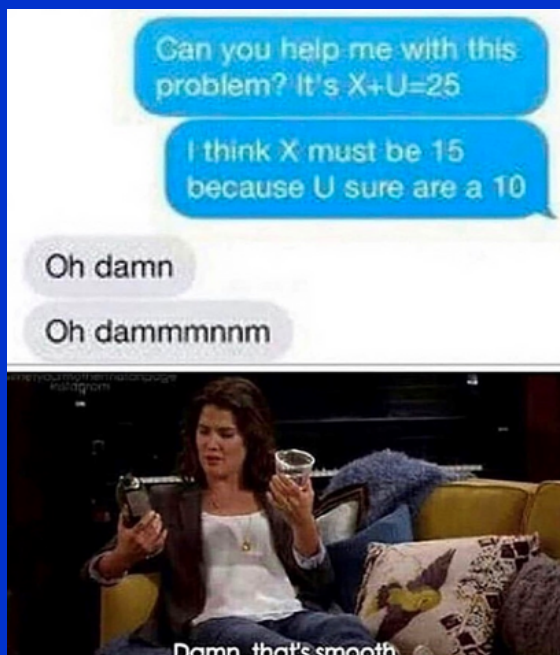 Can you help me with this
problem? It's X+U=25
I think X must be 15
because U sure are a 10
Oh damn
Oh dammmnnm
instagram
Damn, that's smooth